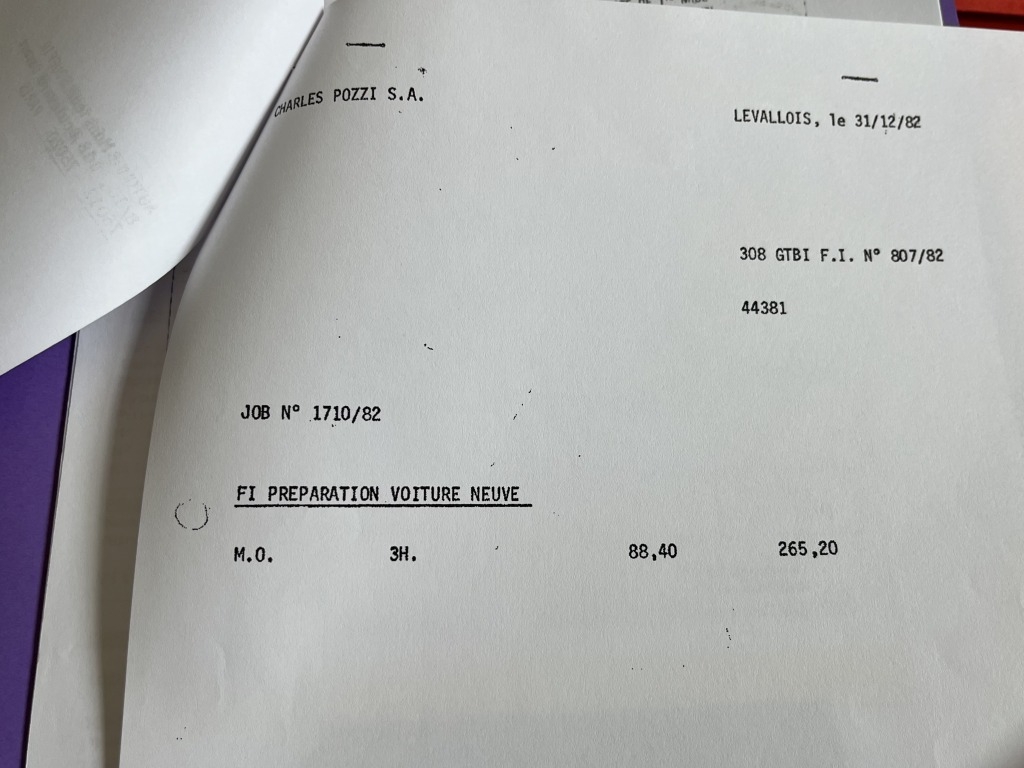 CHARLES POZZI S.A.
LEVALLOIS, le 31/12/82
308 GTBI F.I. N° 807/82
44381
JOB N° 1710/82
FI PREPARATION VOITURE NEUVE
M.O. 3H. 88,40 265,20